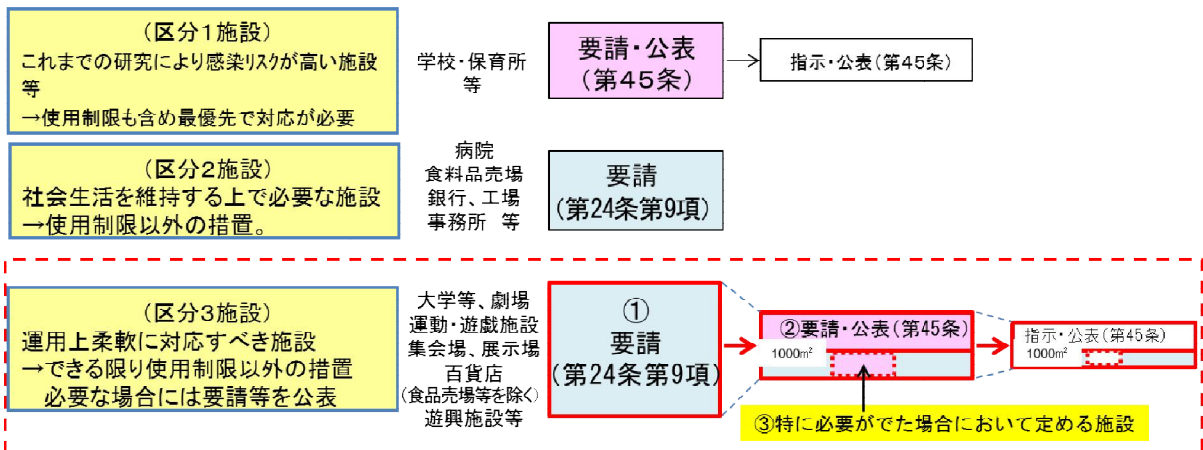 (区分1施設)
これまでの研究により感染リスクが高い施設
等
→使用制限も含め最優先で対応が必要
学校・保育所
等
要請・公表
(第45条)
指示・公表(第45条)
(区分2施設)
社会生活を維持する上で必要な施設
→使用制限以外の措置。
病院
食料品売場
銀行、工場
事務所 等
要請
(第24条第9項)
(区分3施設)
運用上柔軟に対応すべき施設
→できる限り使用制限以外の措置
必要な場合には要請等を公表
大学等、劇場
運動・遊戯施設
集会場、展示場
百貨店
(食品売場等を除く)
遊興施設等
①
要請
(第24条第9項)
②要請・公表(第45条)
1000m²
指示・公表(第45条)
1000m²
③特に必要がでた場合において定める施設